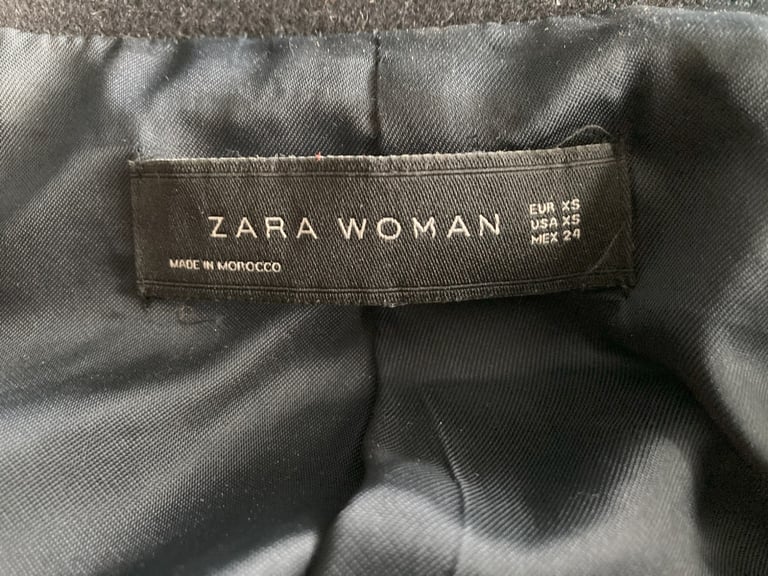 ZARA WOMAN
EUR XS
USA XS
MEX 24
MADE IN MOROCCO